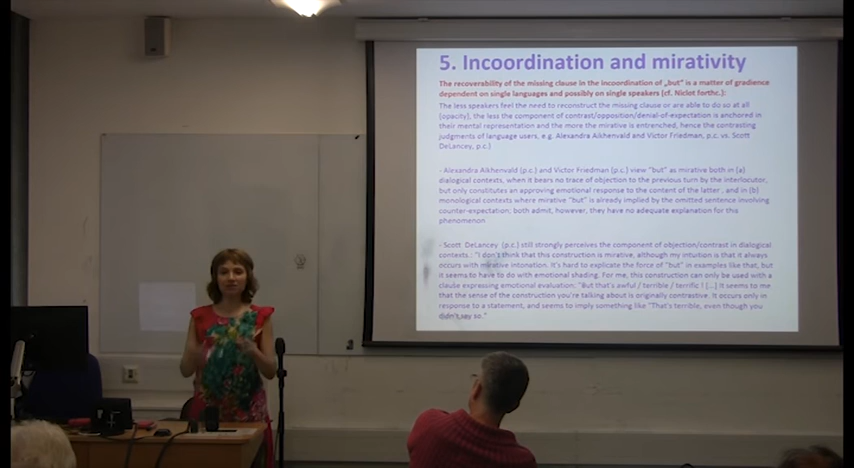 5. Incoordination and mirativity
The recoverability of the missing clause in the incoordination of „but“ is a matter of gradience
dependent on single languages and possibly on single speakers (cf. Niclot forthc.):
The less speakers feel the need to reconstruct the missing clause or are able to do so at all
(opacity), the less the component of contrast/opposition/denial-of-expectation is anchored in
their mental representation and the more the mirative is entrenched, hence the contrasting
judgments of language users, e.g. Alexandra Aikhenvald and Victor Friedman, p.c. vs. Scott
DeLancey, p.c.)
- Alexandra Aikhenvald (p.c.) and Victor Friedman (p.c.) view "but" as mirative both in (a)
dialogical contexts, when it bears no trace of objection to the previous turn by the interlocutor,
but only constitutes an approving emotional response to the content of the latter , and in (b)
monological contexts where mirative "but" is already implied by the omitted sentence involving
counter-expectation; both admit, however, they have no adequate explanation for this
phenomenon
- Scott DeLancey (p.c.) still strongly perceives the component of objection/contrast in dialogical
contexts.: "I don't think that this construction is mirative, although my intuition is that it always
occurs with mirative intonation. It's hard to explicate the force of "but" in examples like that, but
it seems to have to do with emotional shading. For me, this construction can only be used with a
clause expressing emotional evaluation: "But that's awful / terrible / terrific ! [...] It seems to me
that the sense of the construction you're talking about is originally contrastive. It occurs only in
response to a statement, and seems to imply something like "That's terrible, even though you
didn't say so."